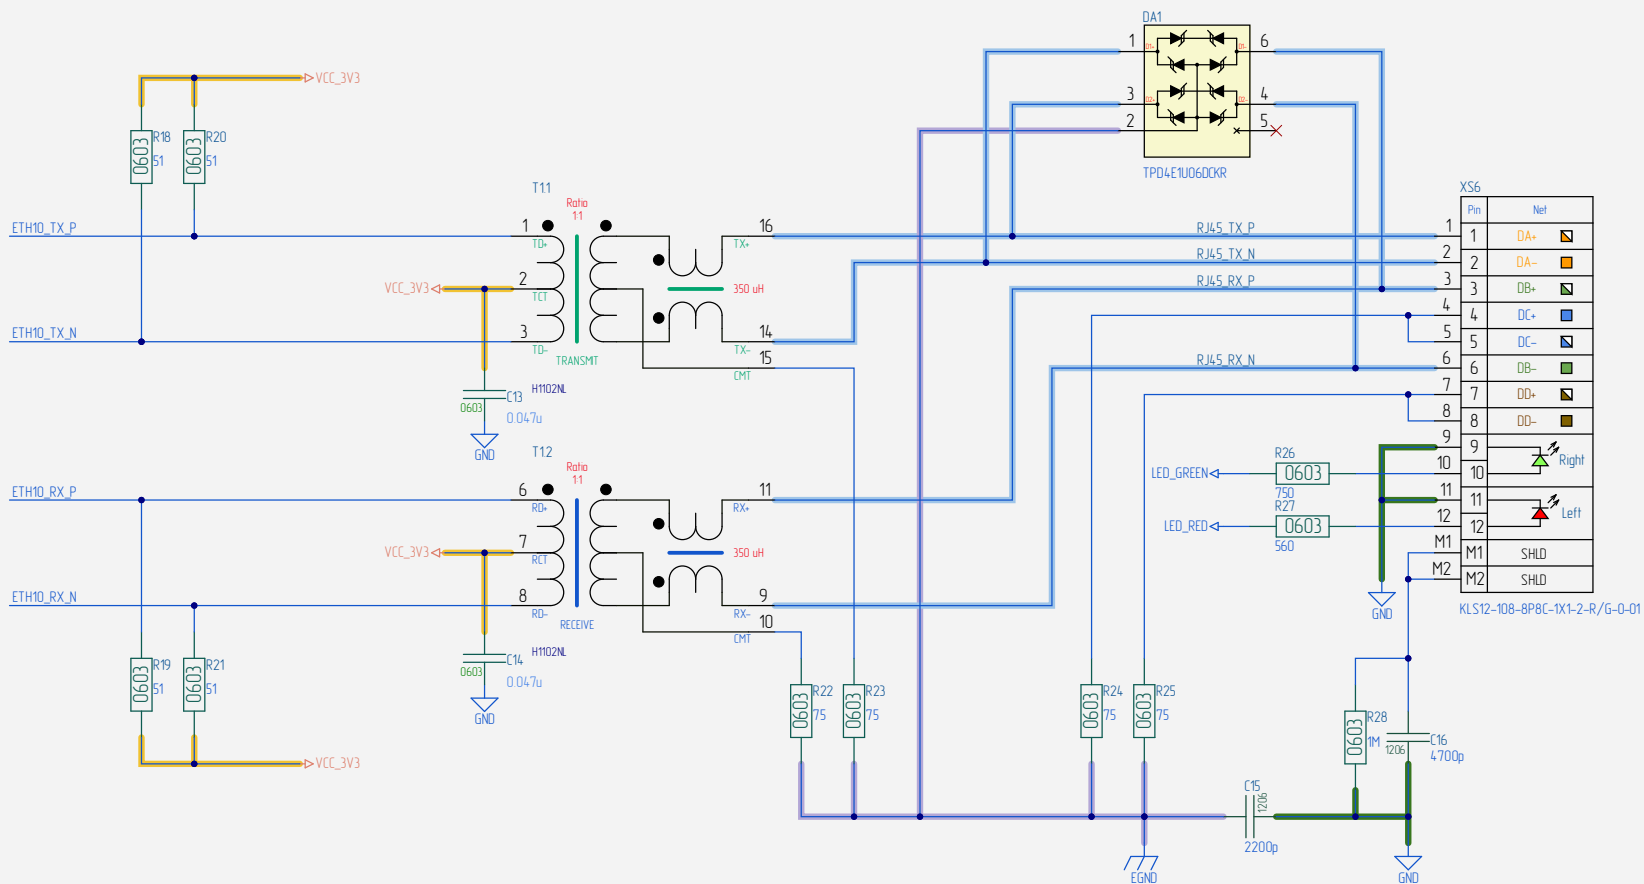 DA1
1
D1+
D1-
6
3
D2+
D2-
4
2
5
TPD4E1U06DCKR
VCC_3V3
R18
51
0603
R20
51
0603
ETH10_TX_P
ETH10_TX_N
T1.1
Ratio
1:1
1
TD+
VCC_3V3
2
TCT
3
TD-
TRANSMIT
350 uH
16
TX+
14
TX-
15
CMT
C13
0603
0.047u
H1102NL
GND
RJ45_TX_P
RJ45_TX_N
RJ45_RX_P
RJ45_RX_N
XS6
Pin Net
1 1 DA+
2 2 DA-
3 3 DB+
4 4 DC+
5 5 DC-
6 6 DB-
7 7 DD+
8 8 DD-
9 9
Right
10 10
11 11
Left
12 12
M1 M1 SHLD
M2 M2 SHLD
KLS12-108-8P8C-1X1-2-R/G-0-01
LED_GREEN
R26
0603
750
LED_RED
R27
0603
560
GND
T1.2
Ratio
1:1
ETH10_RX_P
ETH10_RX_N
6
RD+
VCC_3V3
7
RCT
8
RD-
RECEIVE
350 uH
11
RX+
9
RX-
10
CMT
C14
0603
0.047u
H1102NL
GND
R19
51
0603
R21
51
0603
VCC_3V3
R22
75
0603
R23
75
0603
R24
75
0603
R25
75
0603
R28
1M
0603
C16
1206
4700p
C15
1206
2200p
EGND
GND